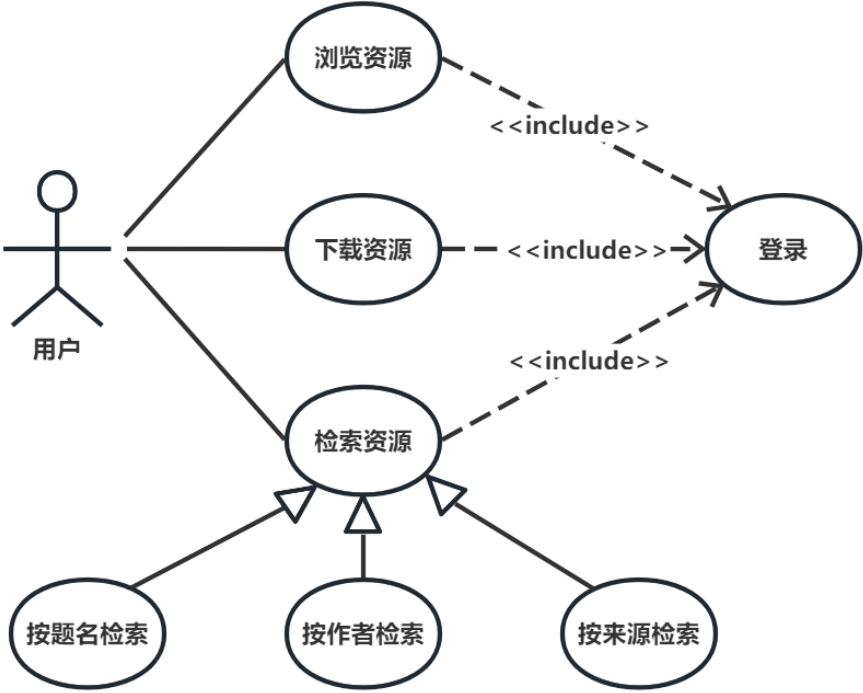 浏览资源
<<include>>
下载资源
<<include>>
登录
用户
<<include>>
检索资源
按题名检索
按作者检索
按来源检索